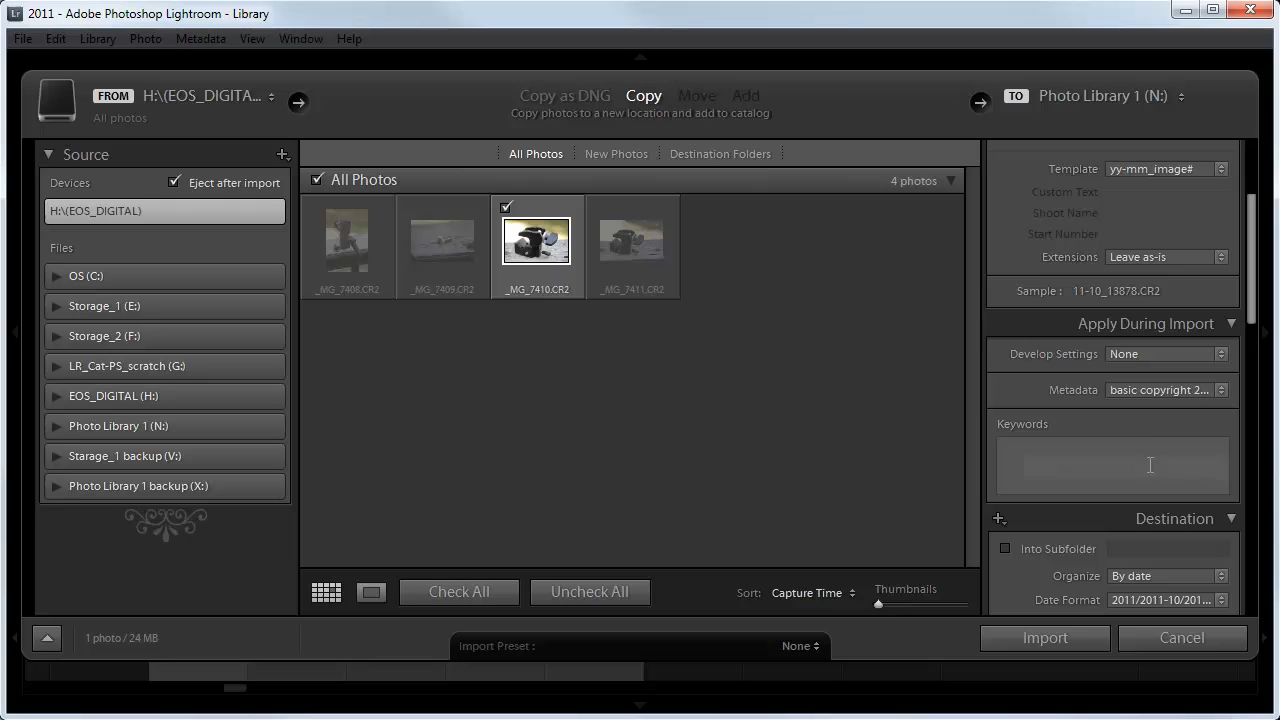 2011 - Adobe Photoshop Lightroom - Library
File Edit Library Photo Metadata View Window Help
FROM H:\(EOS_DIGITA...
All photos
Copy as DNG Copy Move Add
Copy photos to a new location and add to catalog
TO Photo Library 1 (N:)
Source
Devices Eject after import
H:\(EOS_DIGITAL)
Files
OS (C:)
Storage_1 (E:)
Storage_2 (F:)
LR_Cat-PS_scratch (G:)
EOS_DIGITAL (H:)
Photo Library 1 (N:)
Starage_1 backup (V:)
Photo Library 1 backup (X:)
All Photos New Photos Destination Folders
All Photos 4 photos
_MG_7408.CR2 _MG_7409.CR2 _MG_7410.CR2 _MG_7411.CR2
Check All Uncheck All Sort: Capture Time Thumbnails
Template yy-mm_image#
Custom Text
Shoot Name
Start Number
Extensions Leave as-is
Sample : 11-10_13878.CR2
Apply During Import
Develop Settings None
Metadata basic copyright 2...
Keywords
Destination
Into Subfolder
Organize By date
Date Format 2011/2011-10/201...
1 photo / 24 MB
Import Preset : None
Import Cancel